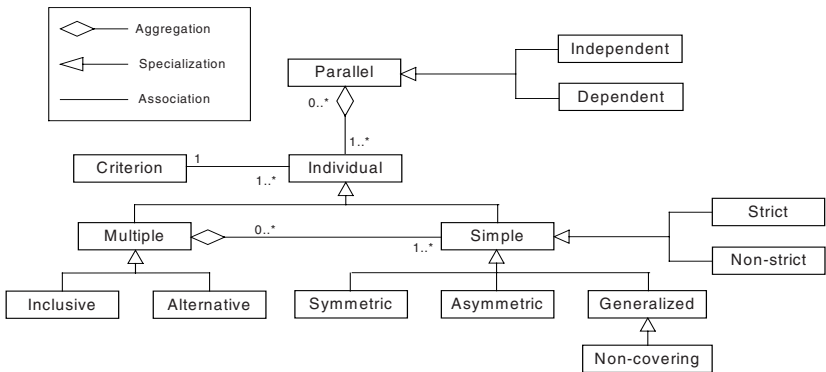 Aggregation
Specialization
Association
Parallel
Independent
Dependent
0..*
1..*
Criterion
1
1..*
Individual
Multiple
0..*
1..*
Simple
Strict
Non-strict
Inclusive
Alternative
Symmetric
Asymmetric
Generalized
Non-covering